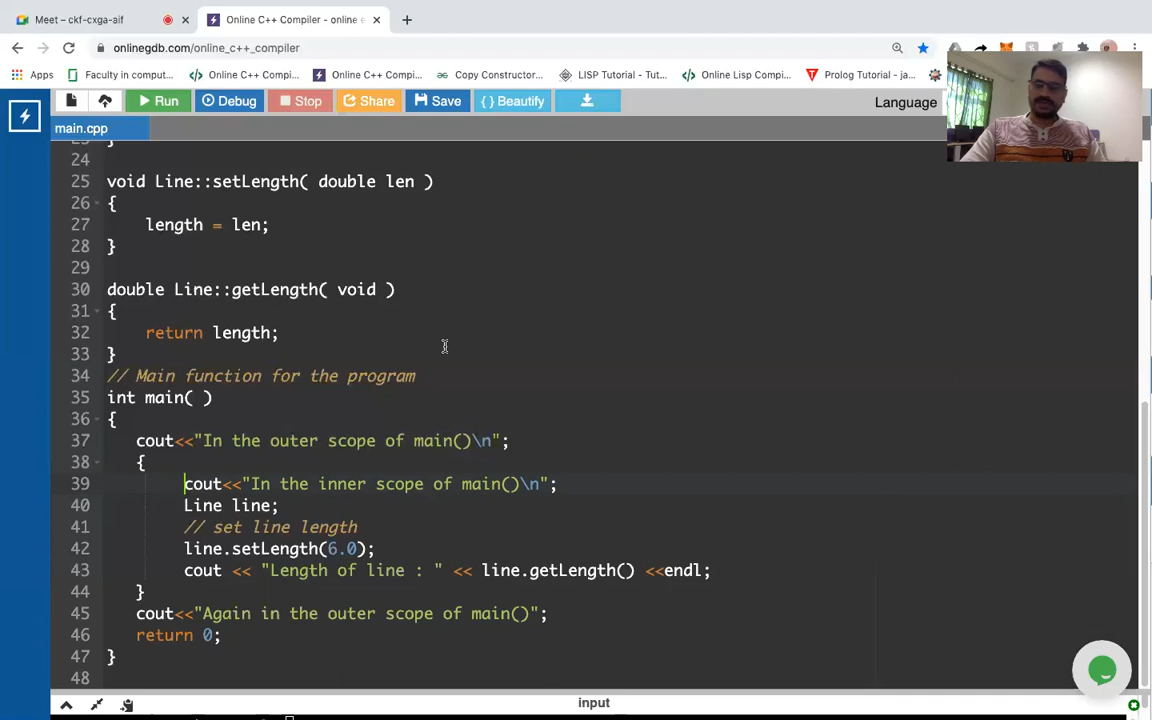 Meet – ckf-cxga-aif
Online C++ Compiler - online e
onlinegdb.com/online_c++_compiler
Apps
Faculty in comput...
Online C++ Compi...
Online C++ Compi...
Copy Constructor...
LISP Tutorial - Tut...
Online Lisp Compi...
Prolog Tutorial - ja...
Run
Debug
Stop
Share
Save
{ } Beautify
Language
main.cpp
24
25 void Line::setLength( double len )
26 {
27 length = len;
28 }
29
30 double Line::getLength( void )
31 {
32 return length;
33 }
34 // Main function for the program
35 int main( )
36 {
37 cout<<"In the outer scope of main()\n";
38 {
39 cout<<"In the inner scope of main()\n";
40 Line line;
41 // set line length
42 line.setLength(6.0);
43 cout << "Length of line : " << line.getLength() <<endl;
44 }
45 cout<<"Again in the outer scope of main()";
46 return 0;
47 }
48
input